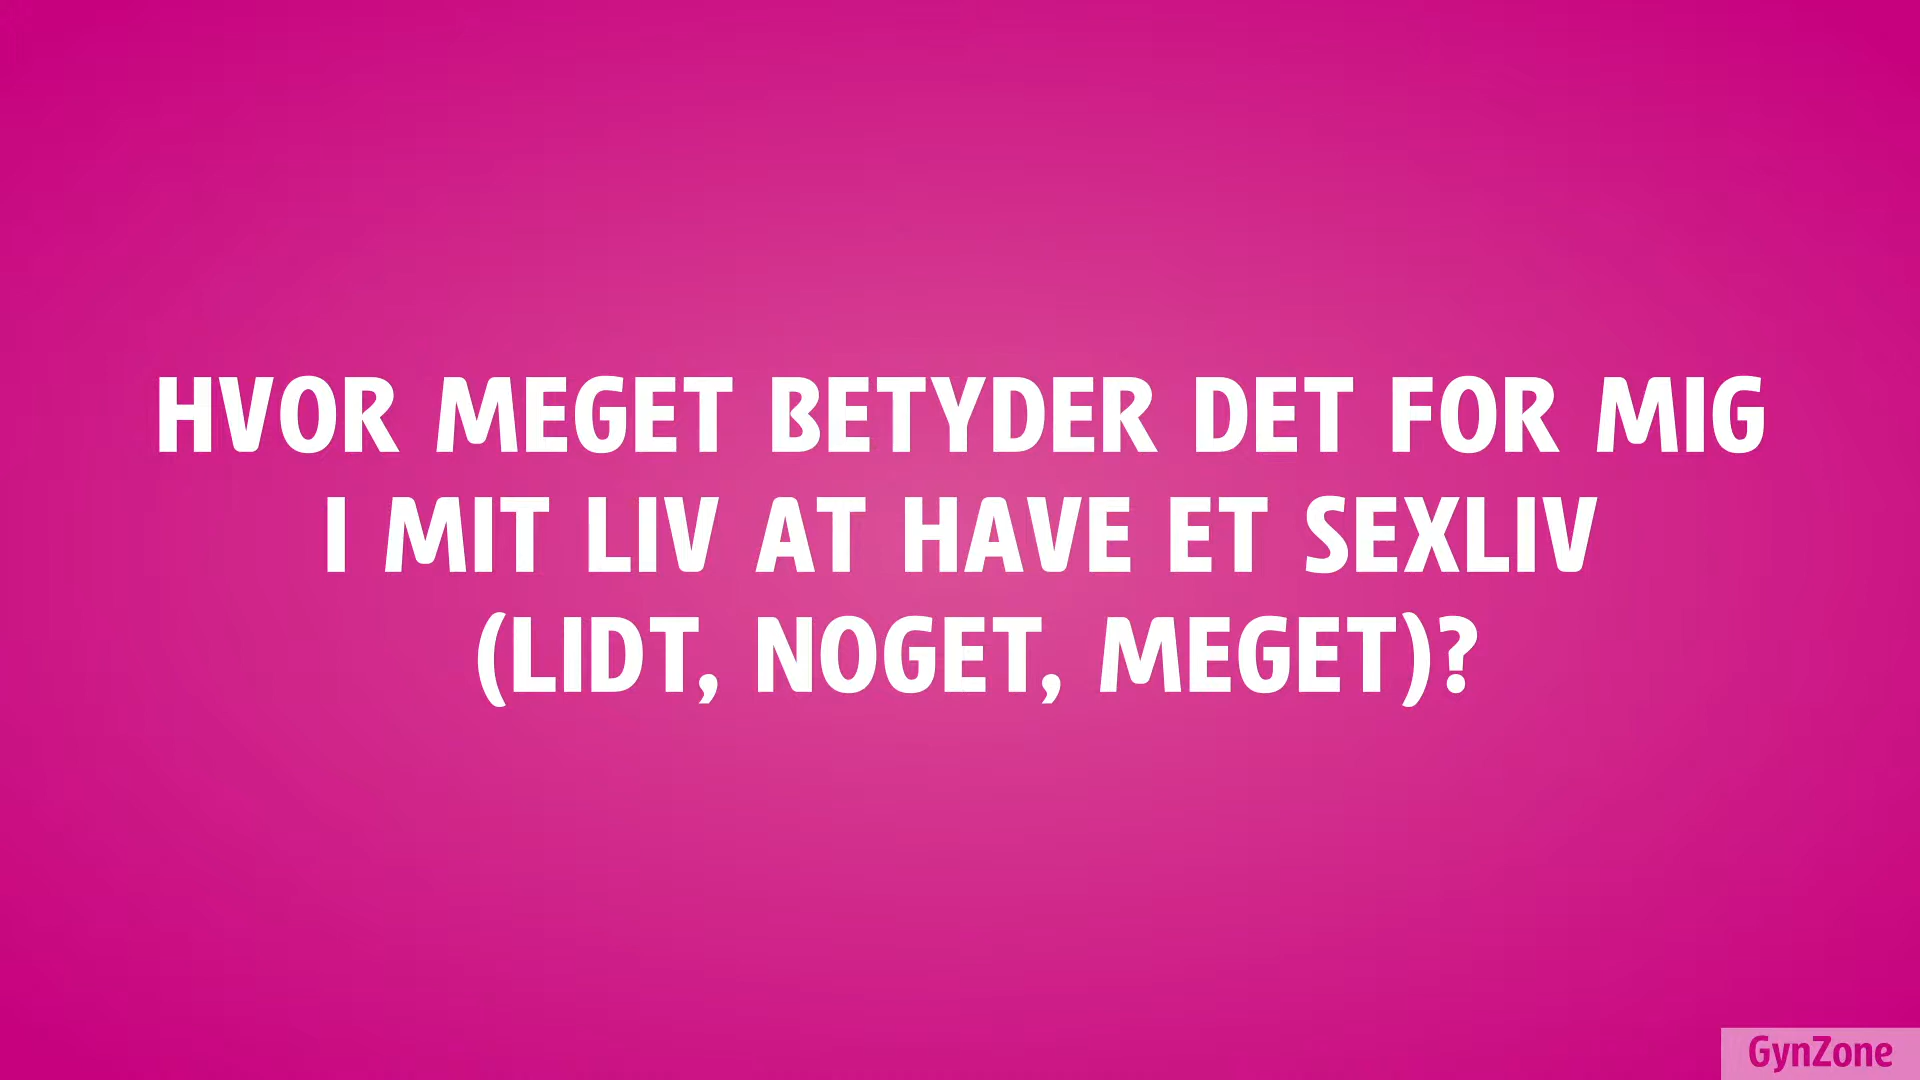 HVOR MEGET BETYDER DET FOR MIG
I MIT LIV AT HAVE ET SEXLIV
(LIDT, NOGET, MEGET)?
GynZone